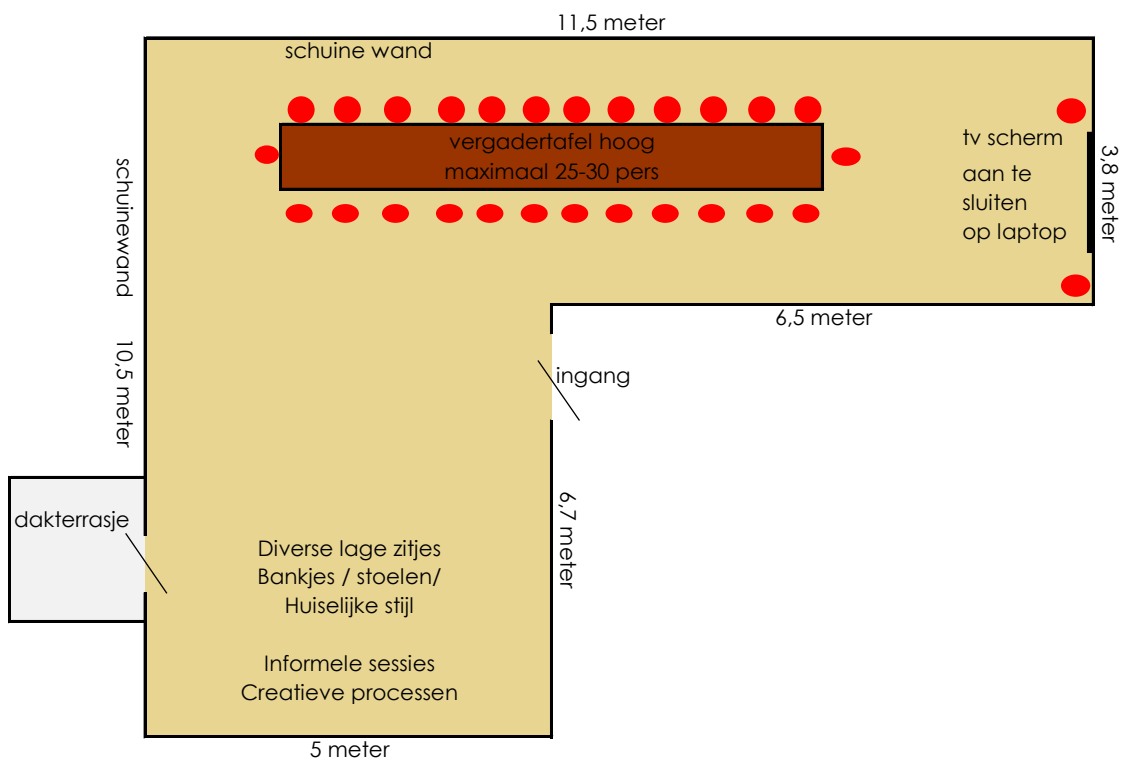 11,5 meter
schuine wand
vergadertafel hoog
maximaal 25-30 pers
tv scherm
aan te
sluiten
op laptop
3,8 meter
schuinewand
10,5 meter
6,5 meter
ingang
6,7 meter
dakterrasje
Diverse lage zitjes
Bankjes / stoelen/
Huiselijke stijl
Informele sessies
Creatieve processen
5 meter